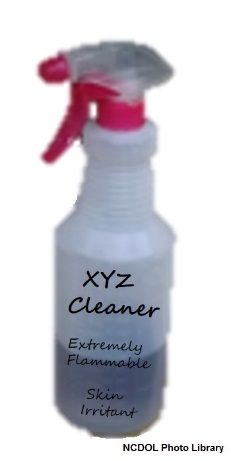 XYZ
Cleaner
Extremely
Flammable
Skin
Irritant
NCDOL Photo Library